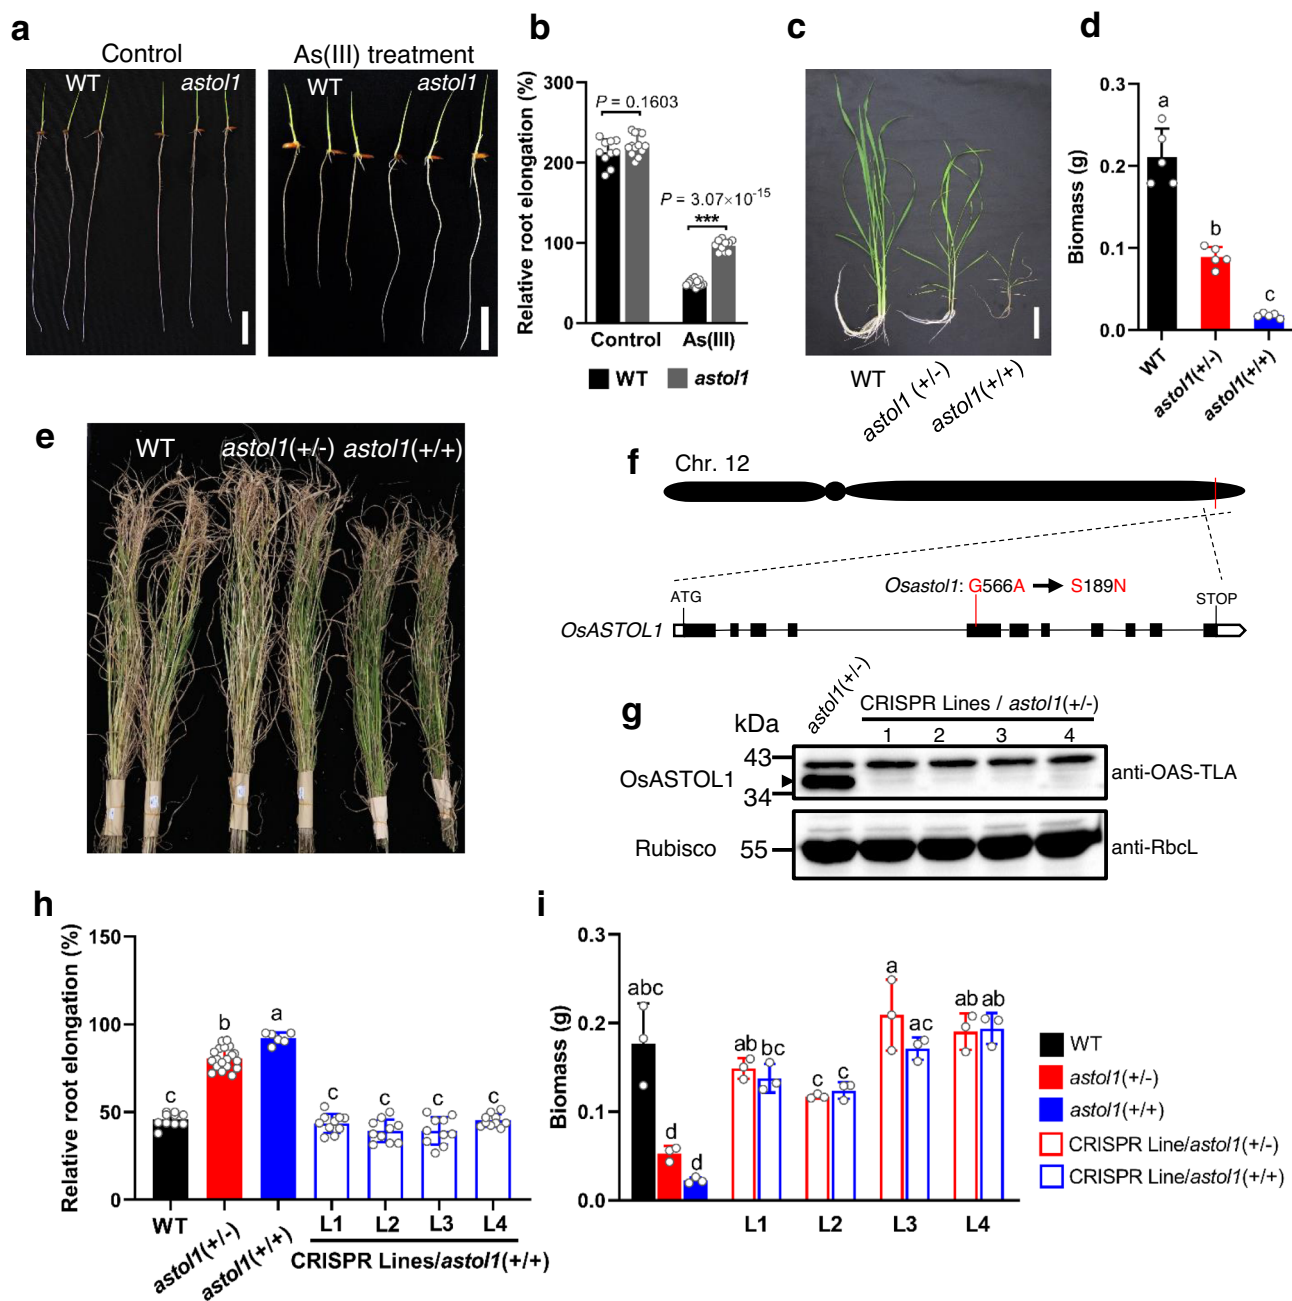 a
Control
As(III) treatment
WT
astol1
WT
astol1
b
Relative root elongation (%)
300
200
100
0
P = 0.1603
P = 3.07×10-15
***
Control
As(III)
WT
astol1
c
WT
astol1 (+/-)
astol1(+/+)
d
Biomass (g)
0.3
0.2
0.1
0.0
a
b
c
WT
astol1(+/-)
astol1(+/+)
e
WT
astol1(+/-)
astol1(+/+)
f
Chr. 12
Osastol1: G566A S189N
ATG
STOP
OsASTOL1
g
kDa
astol1(+/-)
CRISPR Lines / astol1(+/-)
1 2 3 4
43
OsASTOL1
34
anti-OAS-TLA
Rubisco
55
anti-RbcL
h
Relative root elongation (%)
150
100
50
0
c
b
a
c
c
c
c
WT
astol1(+/-)
astol1(+/+)
L1 L2 L3 L4
CRISPR Lines/astol1(+/+)
i
Biomass (g)
0.3
0.2
0.1
0.0
abc
d
d
ab
bc
c
c
a
ac
ab
ab
L1 L2 L3 L4
WT
astol1(+/-)
astol1(+/+)
CRISPR Line/astol1(+/-)
CRISPR Line/astol1(+/+)